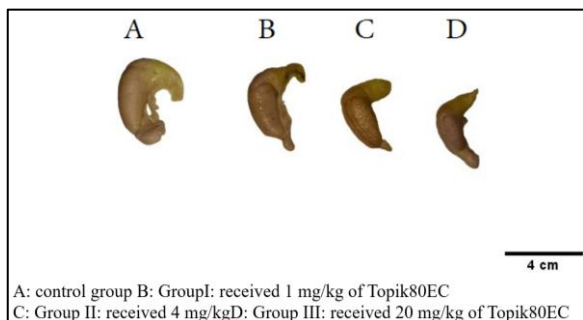 A B C D
4 cm
A: control group B: GroupI: received 1 mg/kg of Topik80EC
C: Group II: received 4 mg/kgD: Group III: received 20 mg/kg of Topik80EC